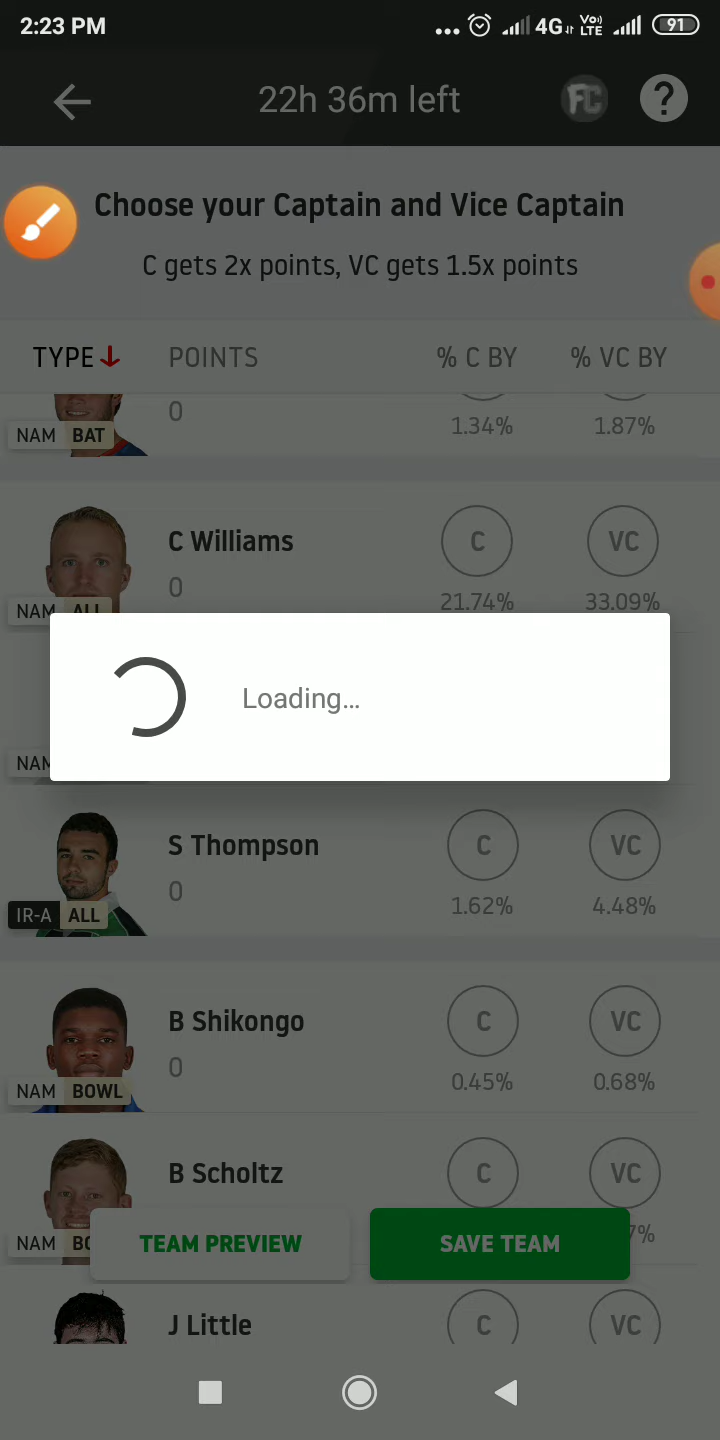 2:23 PM
4G
Vo)
LTE
91
22h 36m left
FC
?
Choose your Captain and Vice Captain
C gets 2x points, VC gets 1.5x points
TYPE POINTS % C BY % VC BY
0
1.34% 1.87%
NAM BAT
C Williams C VC
0
21.74% 33.09%
NAM ALL
Loading...
NAM
S Thompson C VC
0
1.62% 4.48%
IR-A ALL
B Shikongo C VC
0
0.45% 0.68%
NAM BOWL
B Scholtz C VC
NAM
TEAM PREVIEW SAVE TEAM
J Little C VC